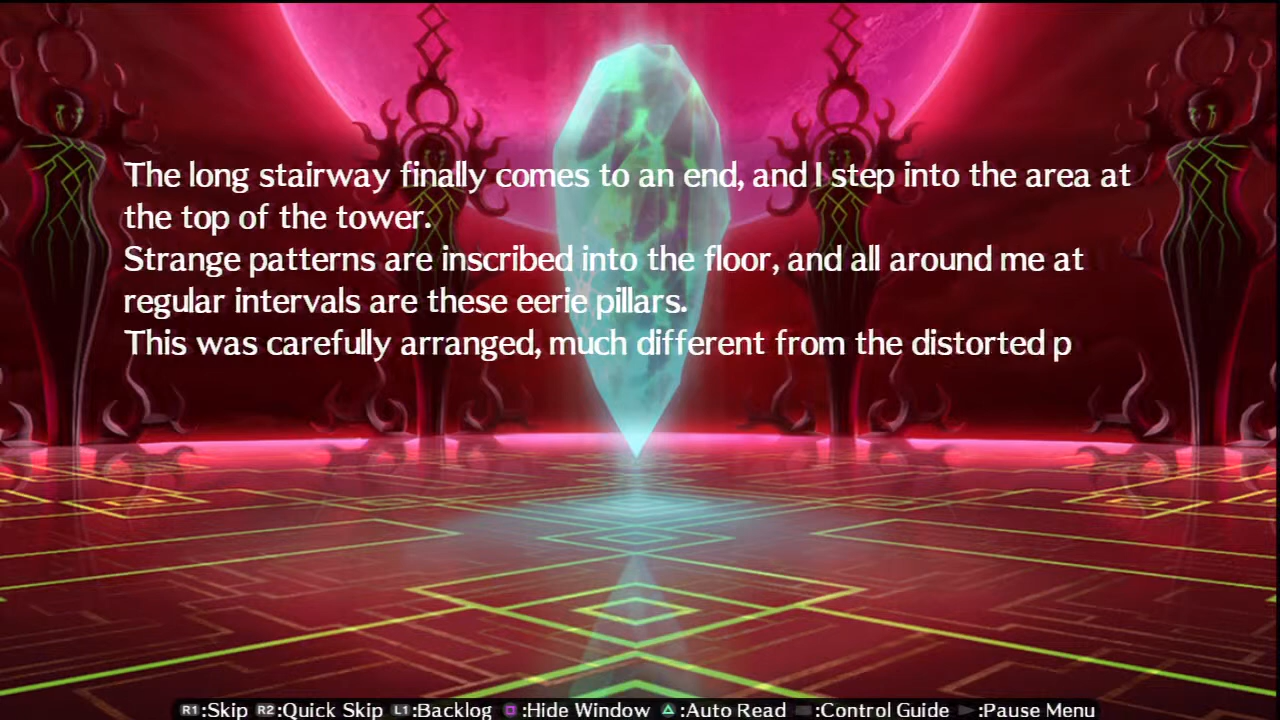 The long stairway finally comes to an end, and I step into the area at
the top of the tower.
Strange patterns are inscribed into the floor, and all around me at
regular intervals are these eerie pillars.
This was carefully arranged, much different from the distorted p
R1:Skip R2:Quick Skip L1:Backlog :Hide Window :Auto Read :Control Guide :Pause Menu